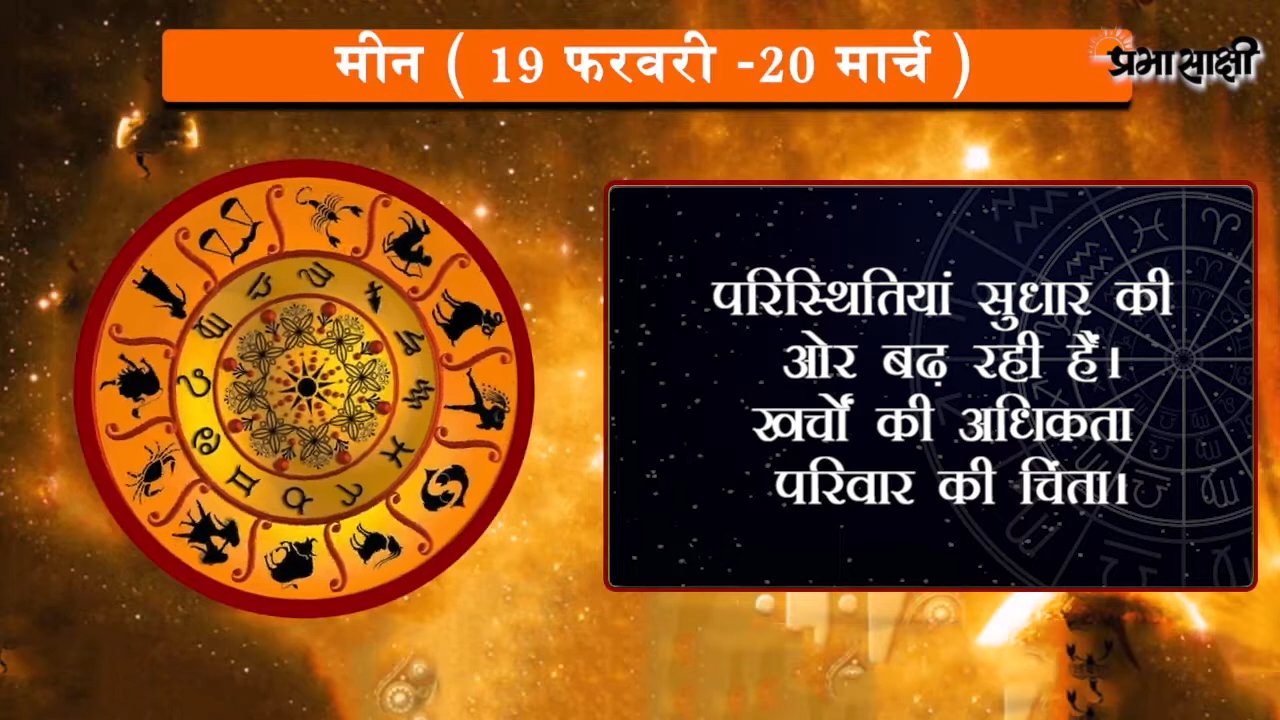 मीन ( 19 फरवरी -20 मार्च )
प्रभासाक्षी
परिस्थितियां सुधार की
ओर बढ़ रही हैं।
खर्चों की अधिकता
परिवार की चिंता।